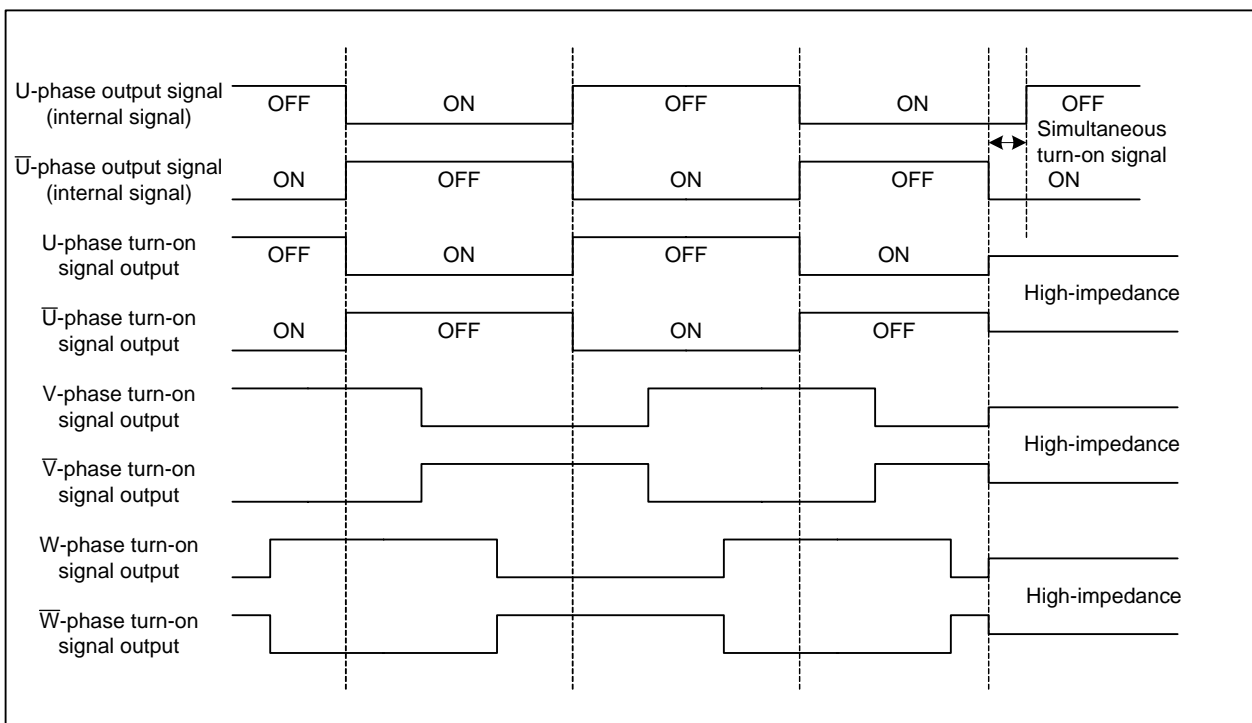 U-phase output signal
(internal signal)
OFF
ON
OFF
ON
OFF
Simultaneous
turn-on signal
U̅-phase output signal
(internal signal)
ON
OFF
ON
OFF
ON
U-phase turn-on
signal output
OFF
ON
OFF
ON
High-impedance
U̅-phase turn-on
signal output
ON
OFF
ON
OFF
V-phase turn-on
signal output
High-impedance
V̅-phase turn-on
signal output
W-phase turn-on
signal output
High-impedance
W̅-phase turn-on
signal output